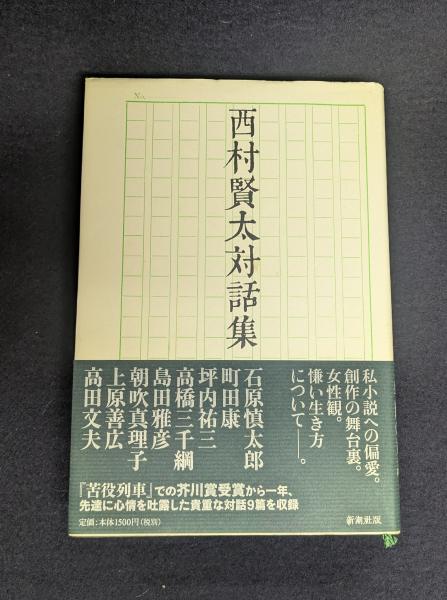 No.
西村賢太対話集
私小説への偏愛。
創作の舞台裏。
女性観。
慊い生き方
について――。
石原慎太郎
町田康
坪内祐三
高橋三千綱
島田雅彦
朝吹真理子
上原善広
高田文夫
『苦役列車』での芥川賞受賞から一年、
先達に心情を吐露した貴重な対話9篇を収録
定価:本体1500円(税別)
新潮社版